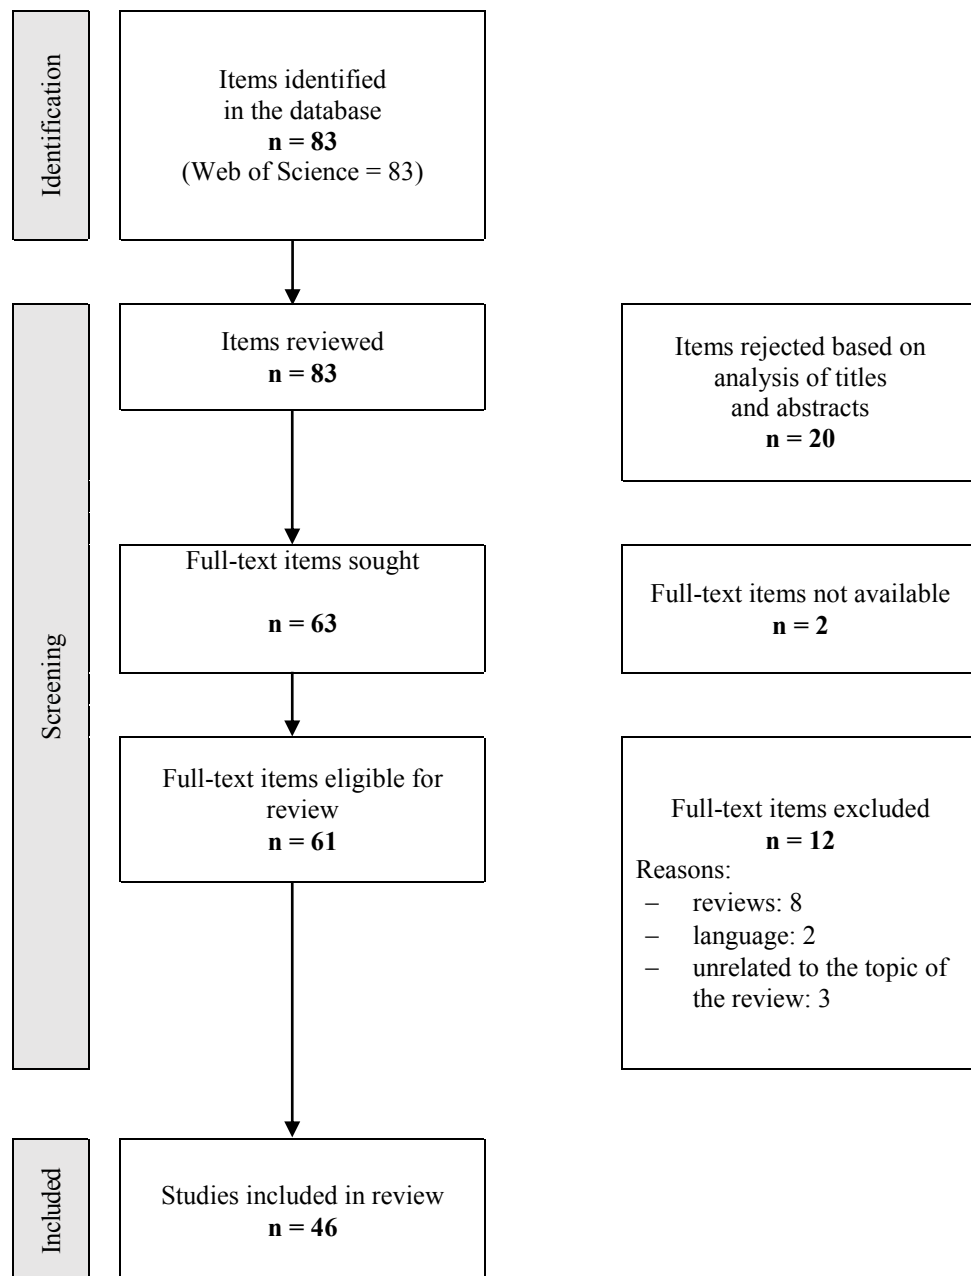 Identification
Items identified
in the database
n = 83
(Web of Science = 83)
Screening
Items reviewed
n = 83
Items rejected based on
analysis of titles
and abstracts
n = 20
Full-text items sought
n = 63
Full-text items not available
n = 2
Full-text items eligible for
review
n = 61
Full-text items excluded
n = 12
Reasons:
– reviews: 8
– language: 2
– unrelated to the topic of
the review: 3
Included
Studies included in review
n = 46